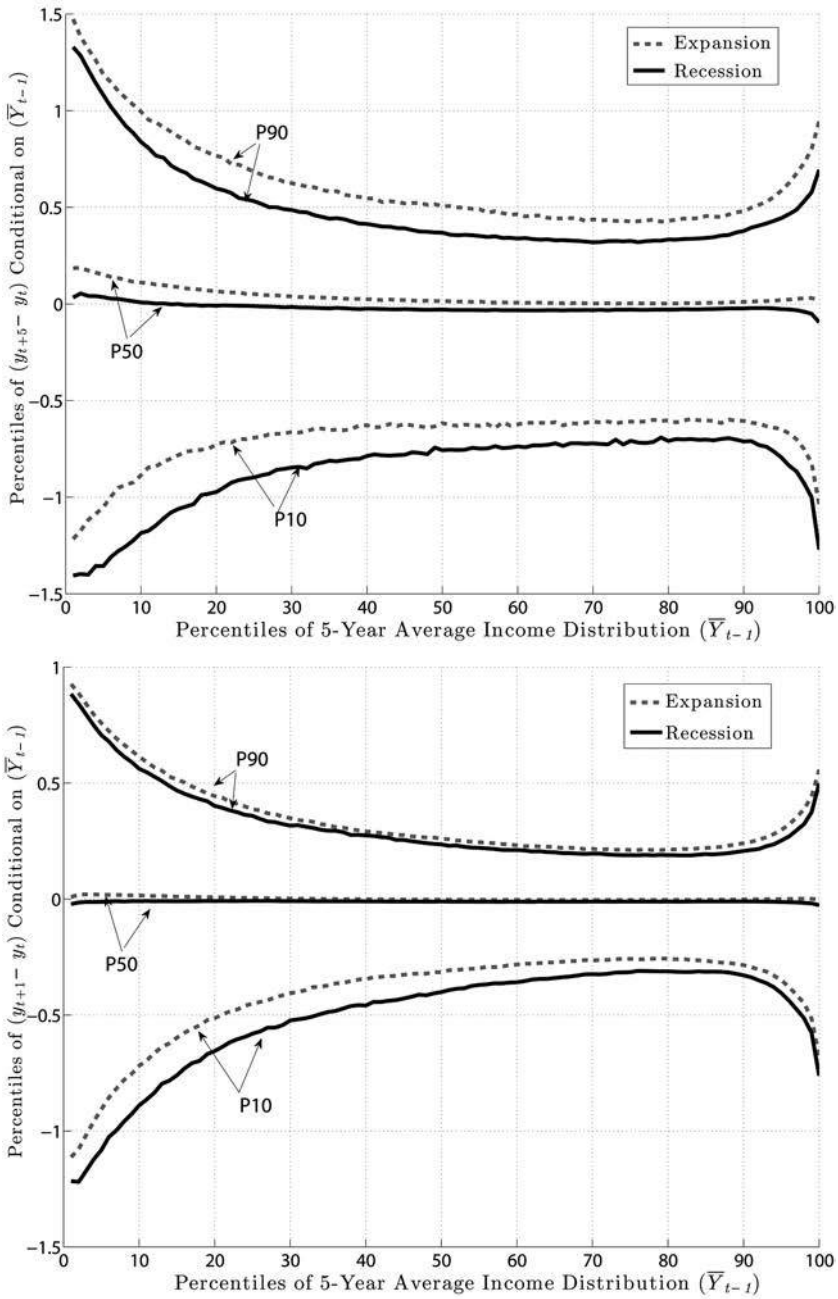 Percentiles of (y_{t+5} − y_t) Conditional on (Y̅_{t−1})
1.5
1
0.5
0
−0.5
−1
−1.5
Expansion
Recession
P90
P50
P10
0 10 20 30 40 50 60 70 80 90 100
Percentiles of 5-Year Average Income Distribution (Y̅_{t−1})
Percentiles of (y_{t+1} − y_t) Conditional on (Y̅_{t−1})
1
0.5
0
−0.5
−1
−1.5
Expansion
Recession
P90
P50
P10
0 10 20 30 40 50 60 70 80 90 100
Percentiles of 5-Year Average Income Distribution (Y̅_{t−1})